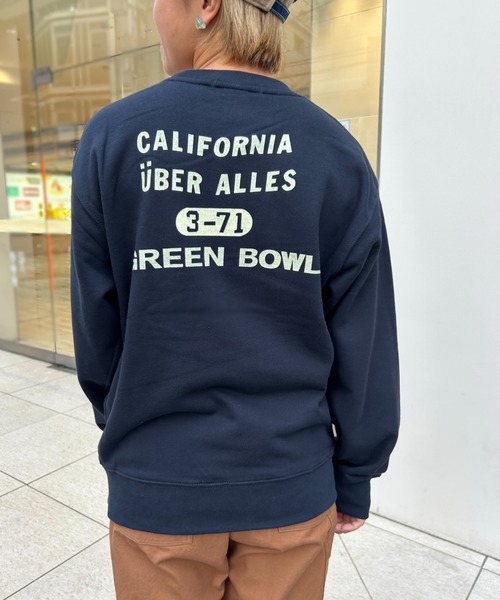 CALIFORNIA
ÜBER ALLES
3-71
GREEN BOWL